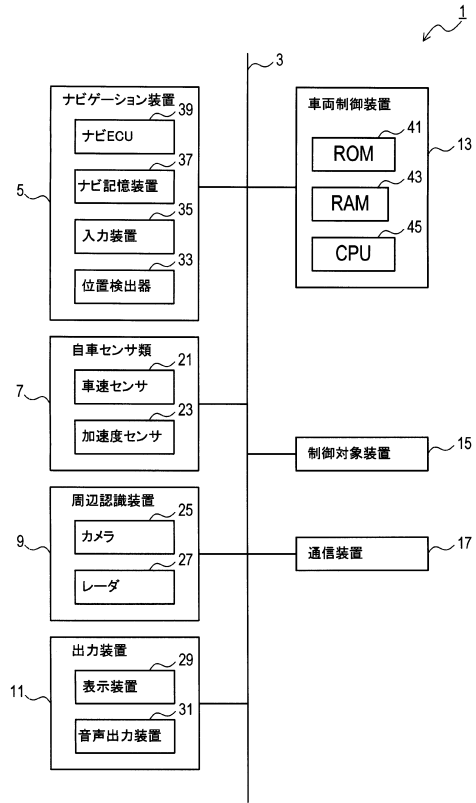 1
3
ナビゲーション装置
39
ナビECU
37
ナビ記憶装置
35
入力装置
33
位置検出器
5
車両制御装置
41
ROM
43
RAM
45
CPU
13
自車センサ類
21
車速センサ
23
加速度センサ
7
制御対象装置
15
周辺認識装置
25
カメラ
27
レーダ
9
通信装置
17
出力装置
29
表示装置
31
音声出力装置
11